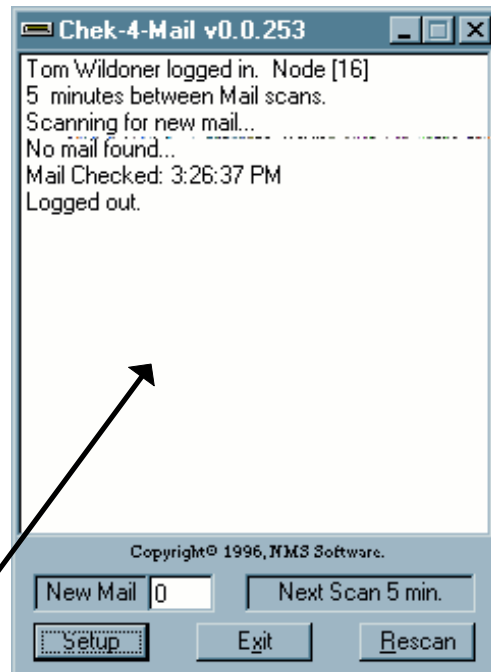 Chek-4-Mail v0.0.253
Tom Wildoner logged in. Node [16]
5 minutes between Mail scans.
Scanning for new mail...
No mail found...
Mail Checked: 3:26:37 PM
Logged out.
Copyright© 1996, NMS Software.
New Mail 0 Next Scan 5 min.
Setup Exit Rescan